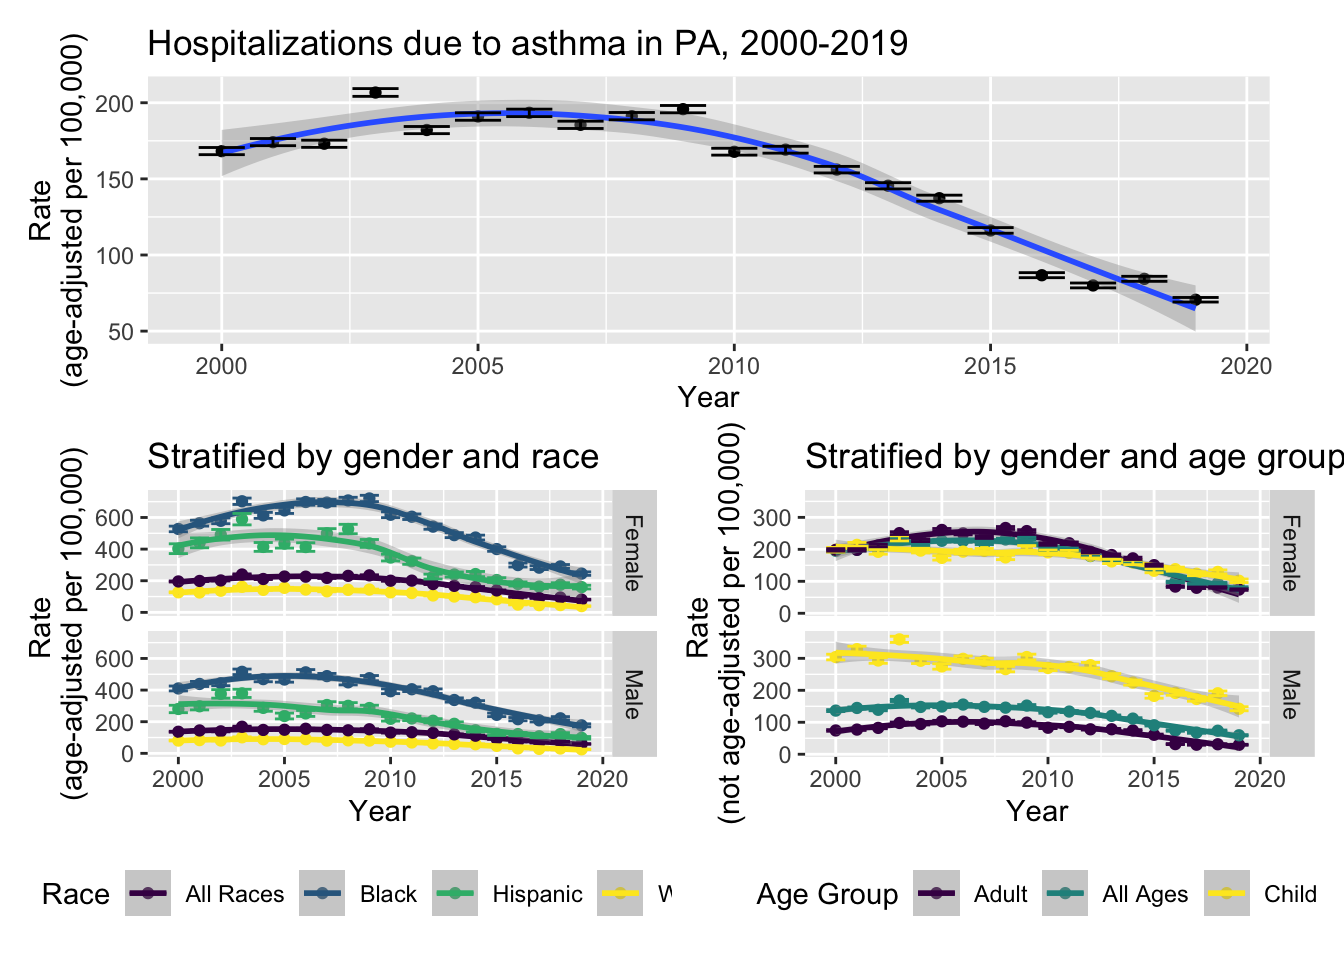 Hospitalizations due to asthma in PA, 2000-2019
Rate
(age-adjusted per 100,000)
200
150
100
50
2000 2005 2010 2015 2020
Year
Stratified by gender and race
Rate
(age-adjusted per 100,000)
600
400
200
0
Female
600
400
200
0
Male
2000 2005 2010 2015 2020
Year
Race All Races Black Hispanic
Stratified by gender and age group
Rate
(not age-adjusted per 100,000)
300
200
100
0
Female
300
200
100
0
Male
2000 2005 2010 2015 2020
Year
Age Group Adult All Ages Child